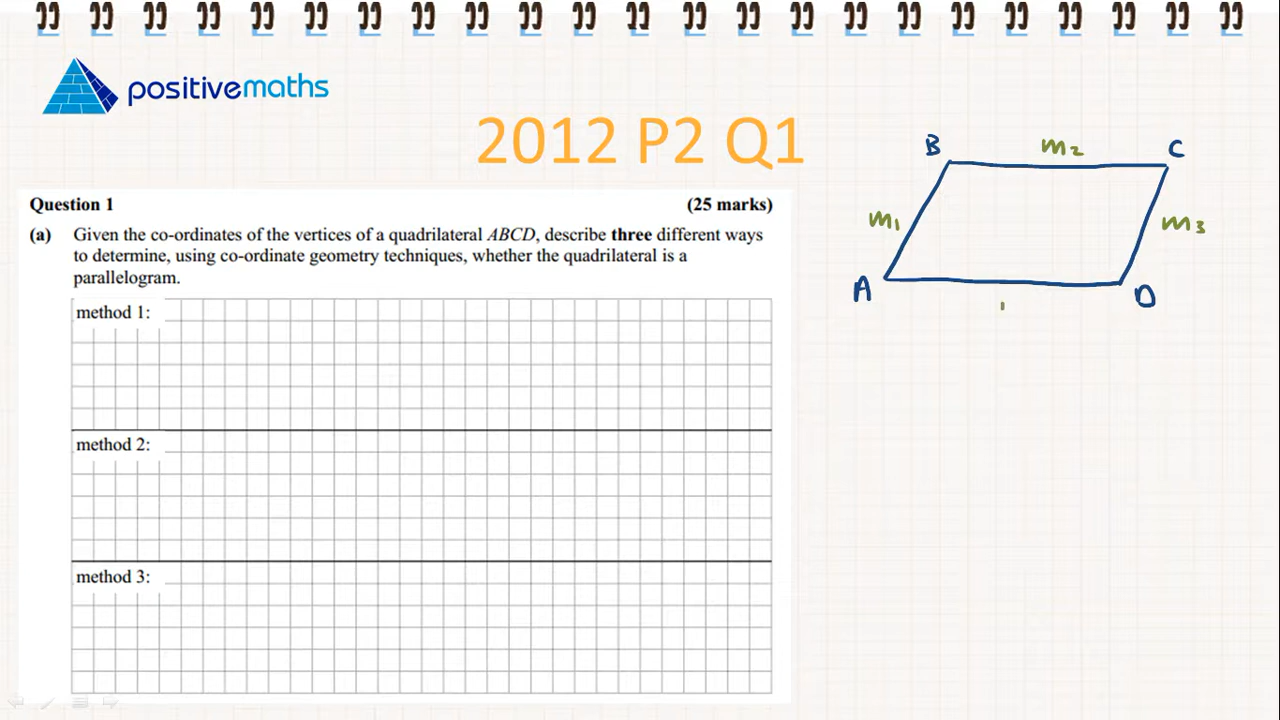 positivemaths
2012 P2 Q1
Question 1 (25 marks)
(a) Given the co-ordinates of the vertices of a quadrilateral ABCD, describe three different ways
to determine, using co-ordinate geometry techniques, whether the quadrilateral is a
parallelogram.
method 1:
method 2:
method 3:
B m₂ C
m₁ m₃
A D